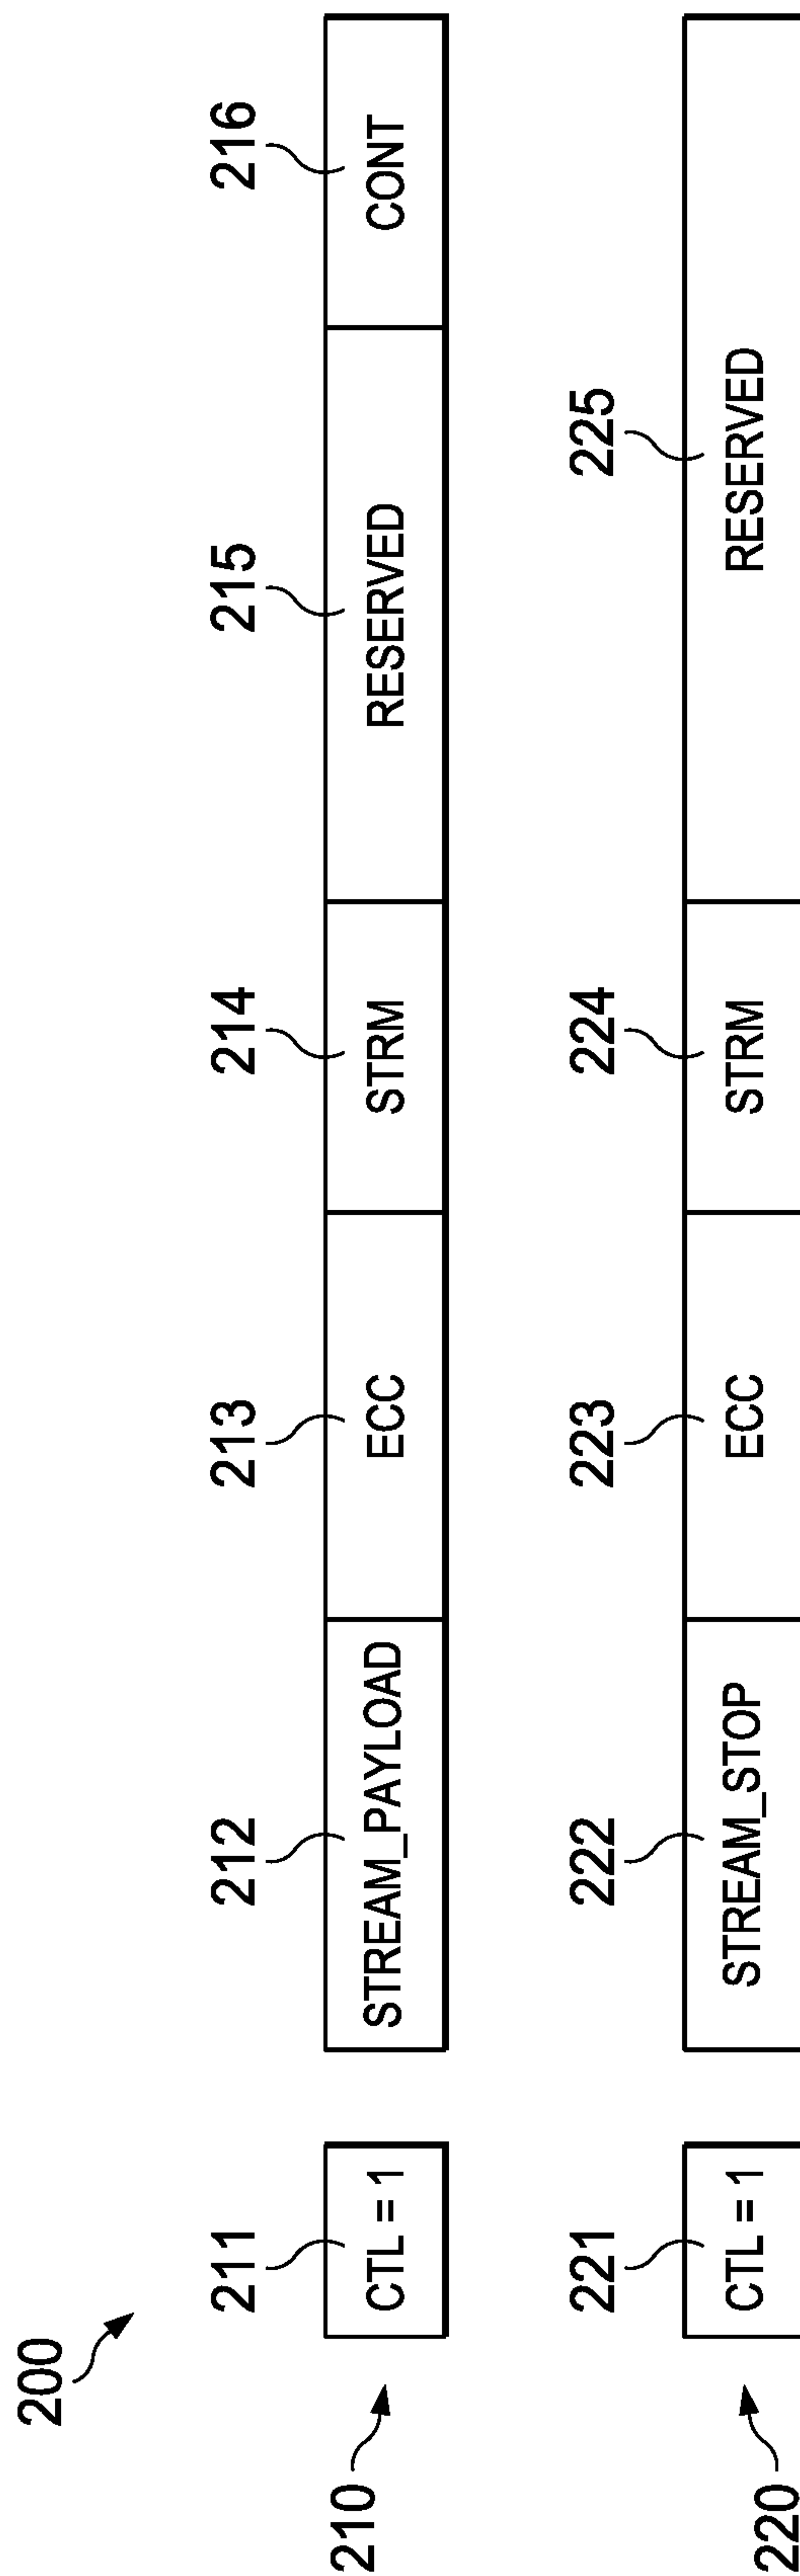 200
211 212 213 214 215 216
210 CTL = 1 STREAM_PAYLOAD ECC STRM RESERVED CONT
221 222 223 224 225
220 CTL = 1 STREAM_STOP ECC STRM RESERVED